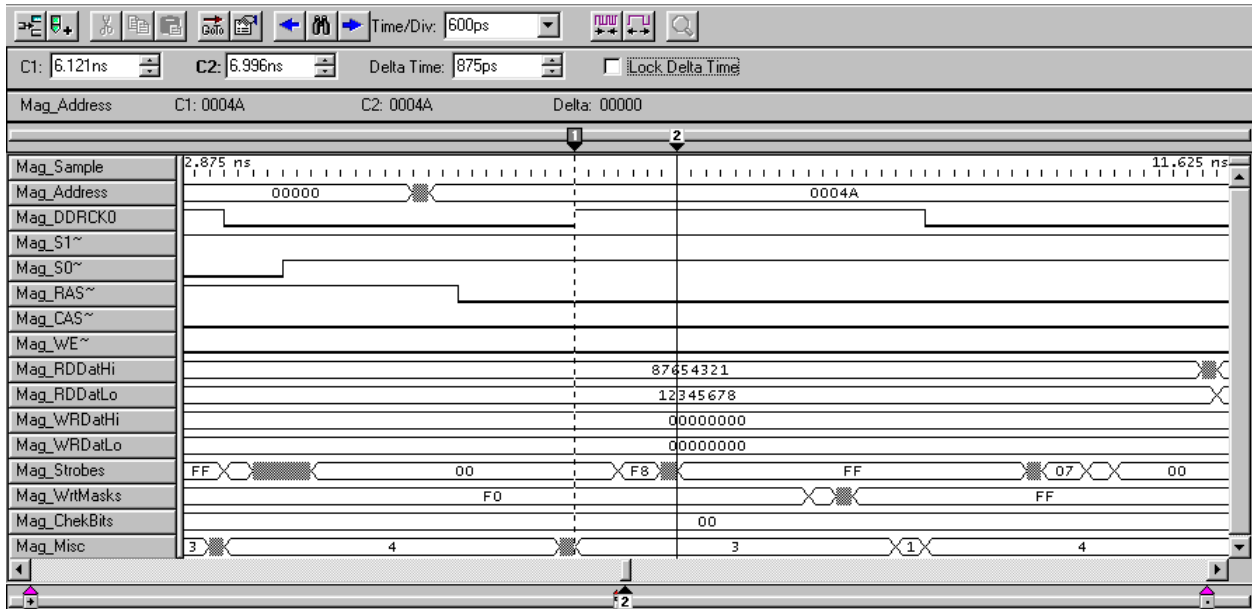 Goto Time/Div: 600ps
C1: 6.121ns C2: 6.996ns Delta Time: 875ps Lock Delta Time
Mag_Address C1: 0004A C2: 0004A Delta: 00000
1 2
Mag_Sample 2.875 ns 11.625 ns
Mag_Address 00000 0004A
Mag_DDRCK0
Mag_S1~
Mag_S0~
Mag_RAS~
Mag_CAS~
Mag_WE~
Mag_RDDatHi 87654321
Mag_RDDatLo 12345678
Mag_WRDatHi 00000000
Mag_WRDatLo 00000000
Mag_Strobes FF 00 F8 FF 07 00
Mag_WrtMasks F0 FF
Mag_ChekBits 00
Mag_Misc 3 4 3 1 4
2